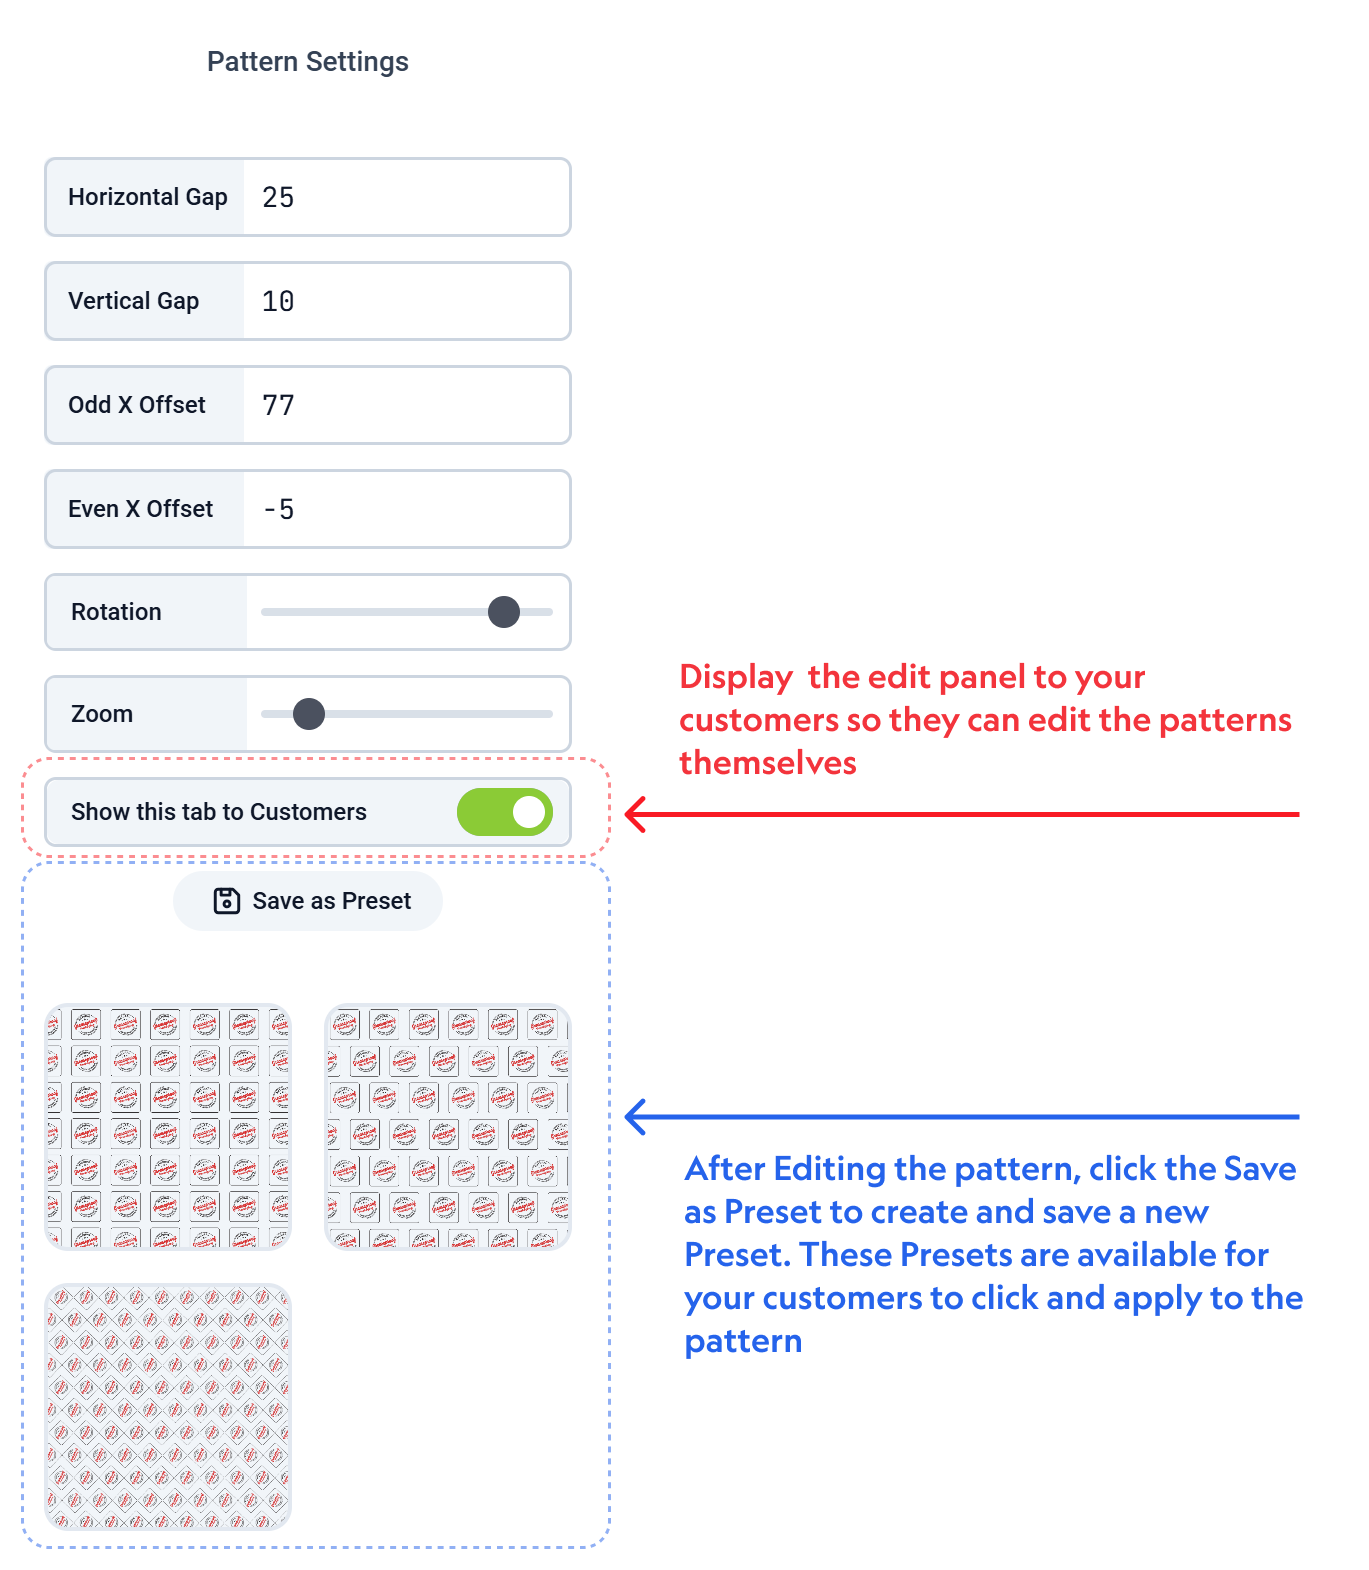 Pattern Settings
Horizontal Gap 25
Vertical Gap 10
Odd X Offset 77
Even X Offset -5
Rotation
Zoom
Show this tab to Customers
Save as Preset
Display the edit panel to your
customers so they can edit the patterns
themselves
After Editing the pattern, click the Save
as Preset to create and save a new
Preset. These Presets are available for
your customers to click and apply to the
pattern